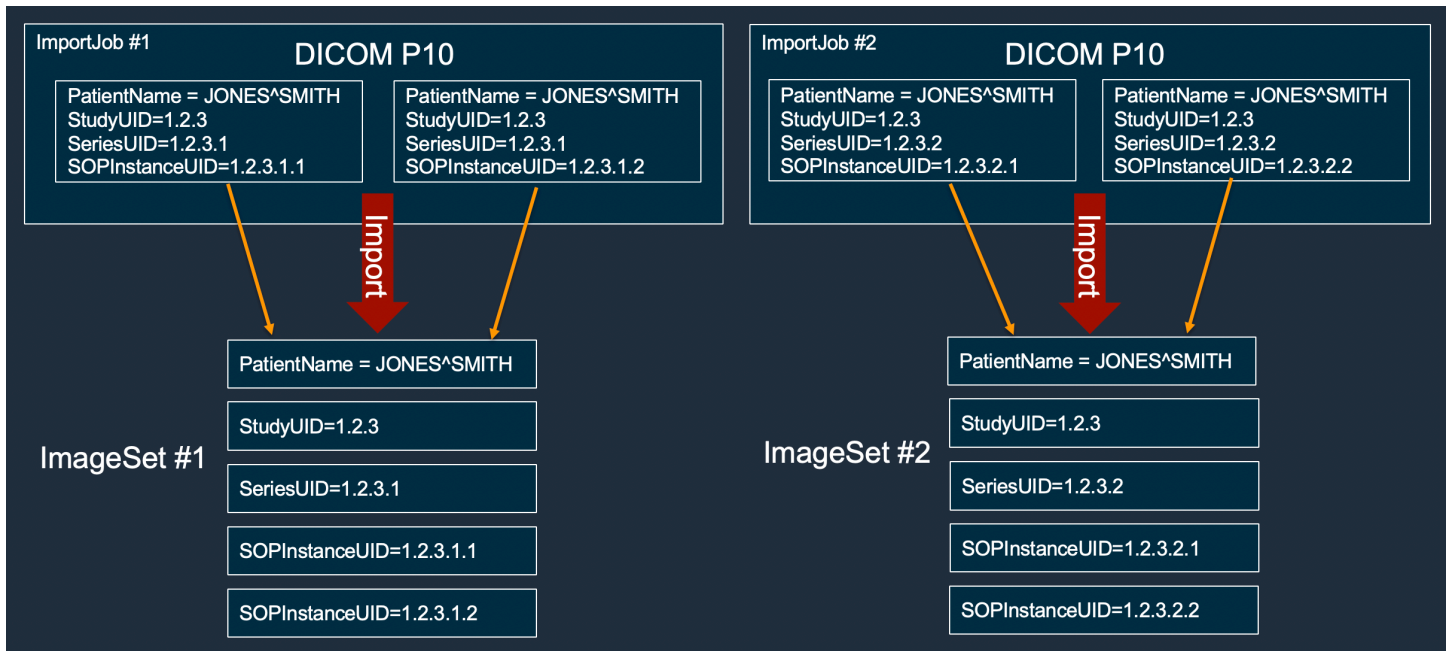 ImportJob #1
DICOM P10
PatientName = JONES^SMITH
StudyUID=1.2.3
SeriesUID=1.2.3.1
SOPInstanceUID=1.2.3.1.1
PatientName = JONES^SMITH
StudyUID=1.2.3
SeriesUID=1.2.3.1
SOPInstanceUID=1.2.3.1.2
Import
PatientName = JONES^SMITH
StudyUID=1.2.3
ImageSet #1
SeriesUID=1.2.3.1
SOPInstanceUID=1.2.3.1.1
SOPInstanceUID=1.2.3.1.2
ImportJob #2
DICOM P10
PatientName = JONES^SMITH
StudyUID=1.2.3
SeriesUID=1.2.3.2
SOPInstanceUID=1.2.3.2.1
PatientName = JONES^SMITH
StudyUID=1.2.3
SeriesUID=1.2.3.2
SOPInstanceUID=1.2.3.2.2
Import
PatientName = JONES^SMITH
StudyUID=1.2.3
ImageSet #2
SeriesUID=1.2.3.2
SOPInstanceUID=1.2.3.2.1
SOPInstanceUID=1.2.3.2.2